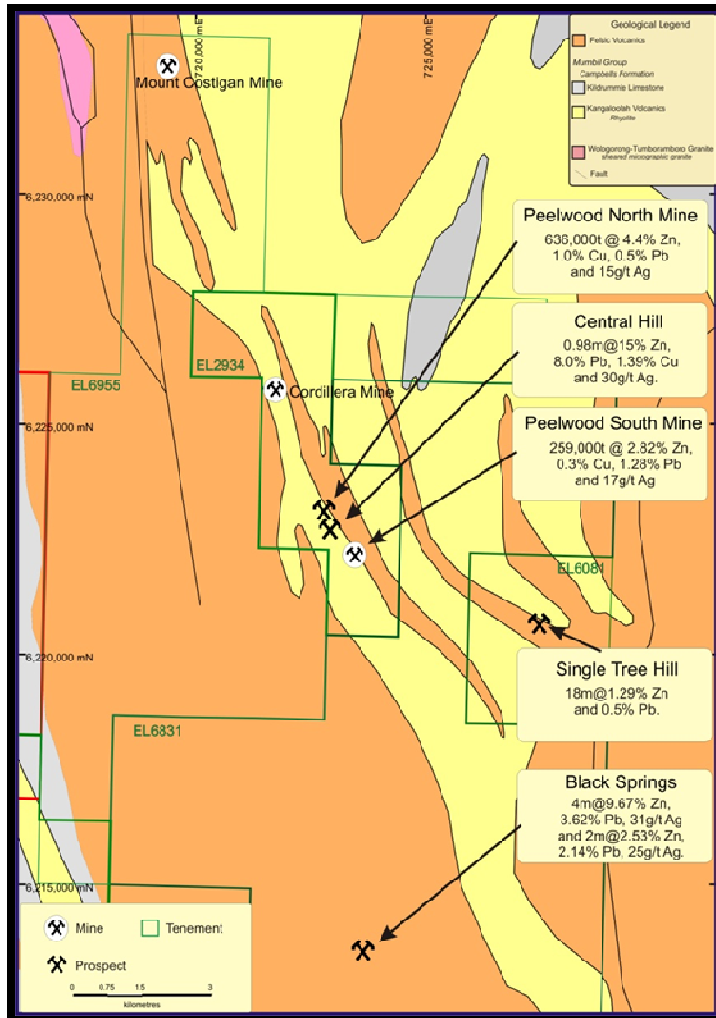 720,000 mE
725,000 mE
Geological Legend
Felsic Volcanics
Mumbil Group
Campbells Formation
Kildrummie Limestone
Kangaloolah Volcanics
Rhyolite
Wologorong-Tumboramboro Granite
sheared micrographic granite
Fault
Mount Costigan Mine
6,230,000 mN
Peelwood North Mine
636,000t @ 4.4% Zn,
1.0% Cu, 0.5% Pb
and 15g/t Ag
Central Hill
0.98m@15% Zn,
8.0% Pb, 1.39% Cu
and 30g/t Ag.
EL2934
EL6955
Cordillera Mine
Peelwood South Mine
259,000t @ 2.82% Zn,
0.3% Cu, 1.28% Pb
and 17g/t Ag
6,225,000 mN
EL6081
6,220,000 mN
Single Tree Hill
18m@1.29% Zn
and 0.5% Pb.
EL6831
Black Springs
4m@9.67% Zn,
3.62% Pb, 31g/t Ag
and 2m@2.53% Zn,
2.14% Pb, 25g/t Ag.
6,215,000 mN
Mine
Tenement
Prospect
0 0.75 1.5 3
kilometres